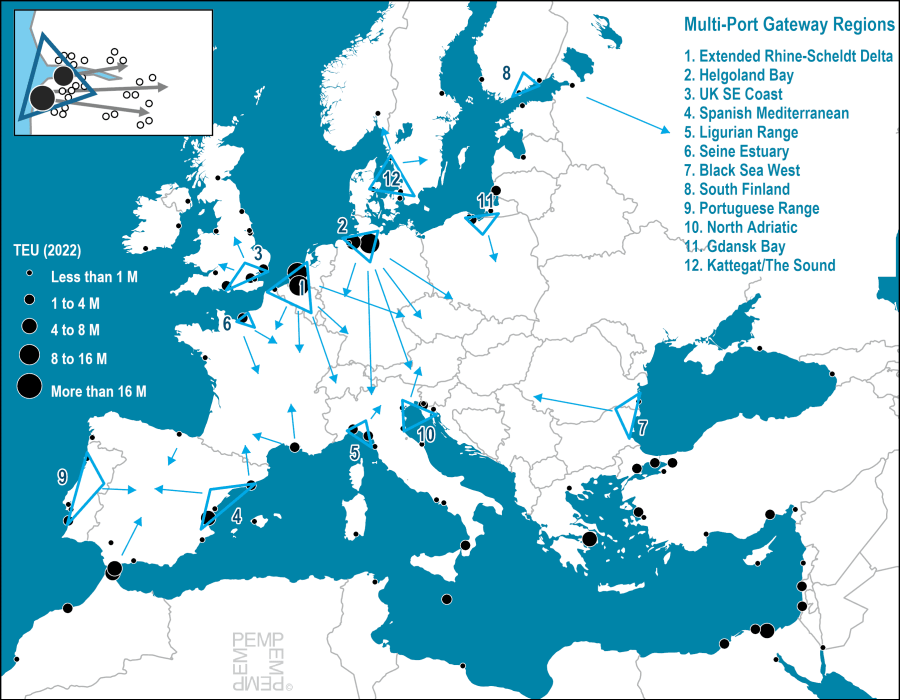 Multi-Port Gateway Regions
1. Extended Rhine-Scheldt Delta
2. Helgoland Bay
3. UK SE Coast
4. Spanish Mediterranean
5. Ligurian Range
6. Seine Estuary
7. Black Sea West
8. South Finland
9. Portuguese Range
10. North Adriatic
11. Gdansk Bay
12. Kattegat/The Sound
8
12
11
2
3
1
6
TEU (2022)
Less than 1 M
1 to 4 M
4 to 8 M
8 to 16 M
More than 16 M
7
10
5
9
4
PEMP
PEMP
PEMP
PEMP
©